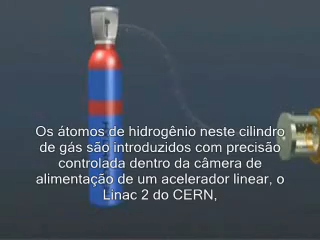 Os átomos de hidrogênio neste cilindro
de gás são introduzidos com precisão
controlada dentro da câmera de
alimentação de um acelerador linear, o
Linac 2 do CERN,